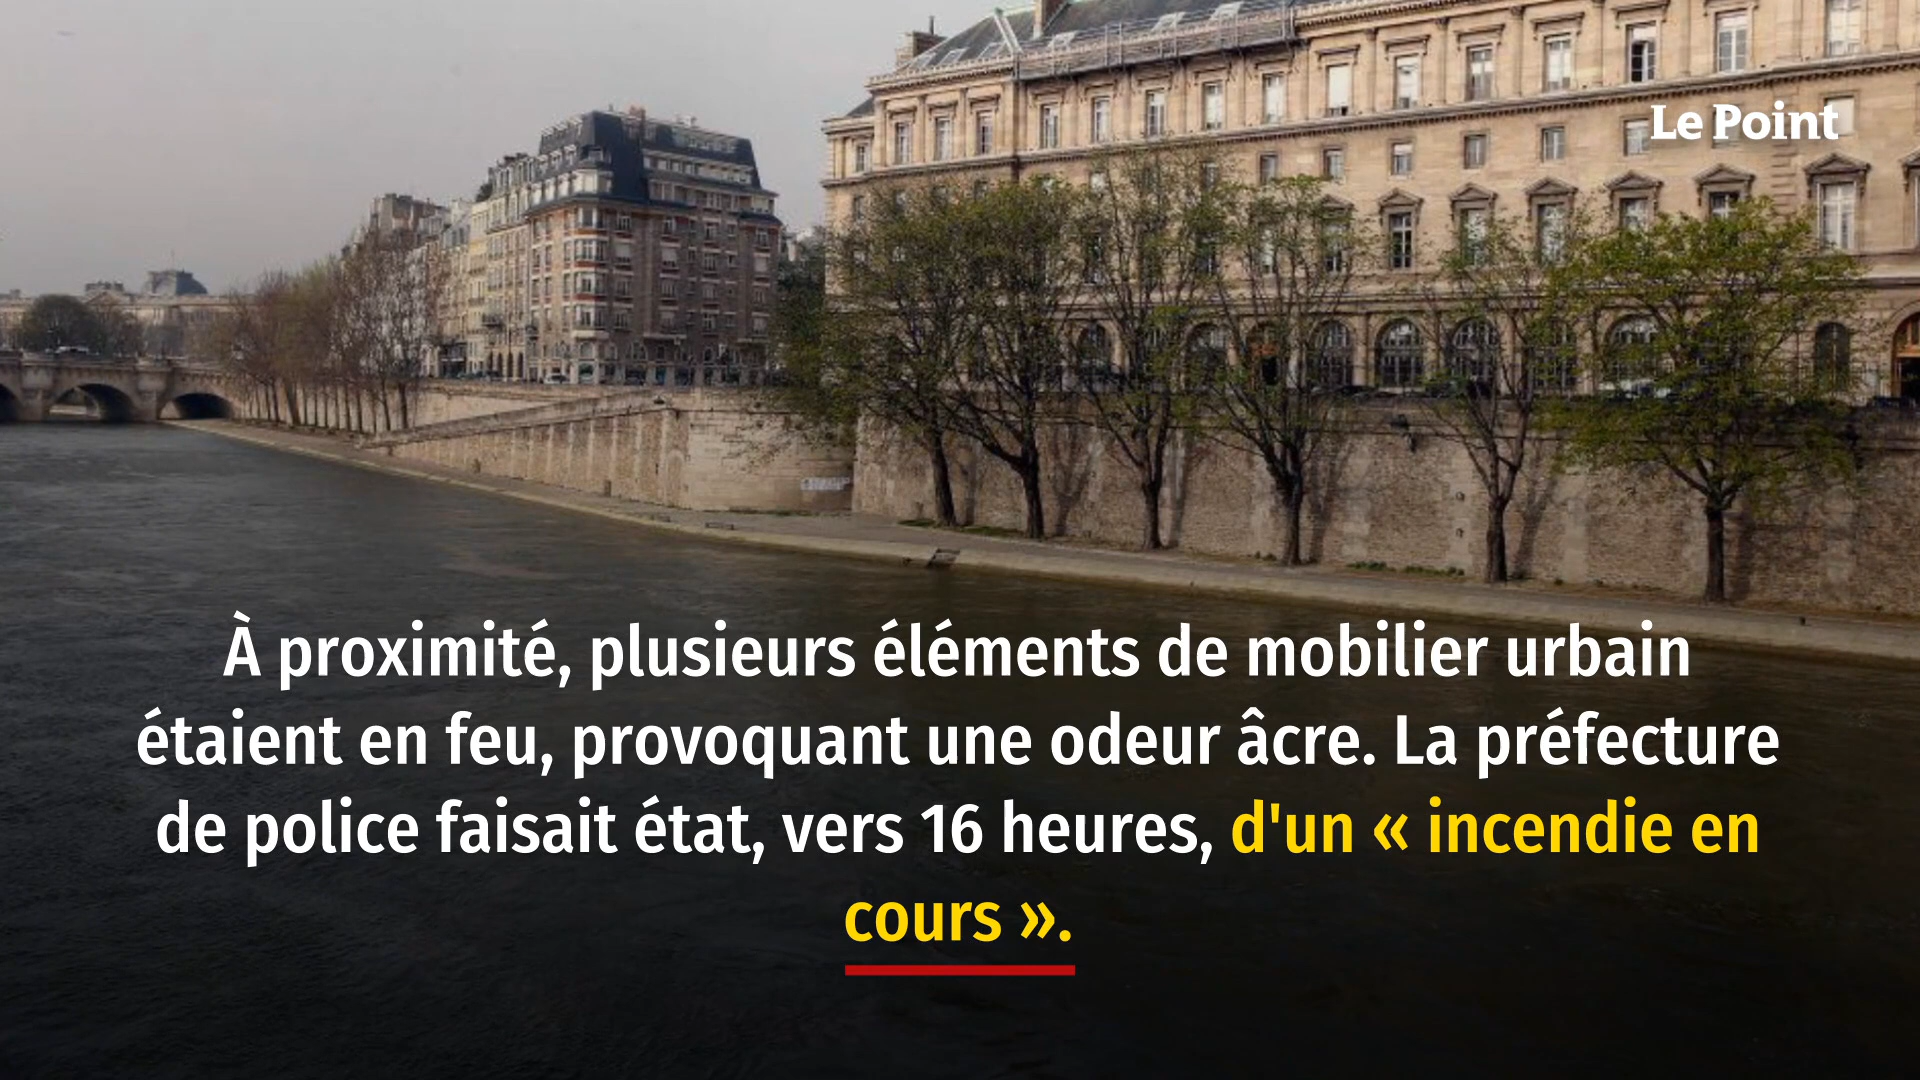 Le Point
À proximité, plusieurs éléments de mobilier urbain
étaient en feu, provoquant une odeur âcre. La préfecture
de police faisait état, vers 16 heures, d'un « incendie en
cours ».